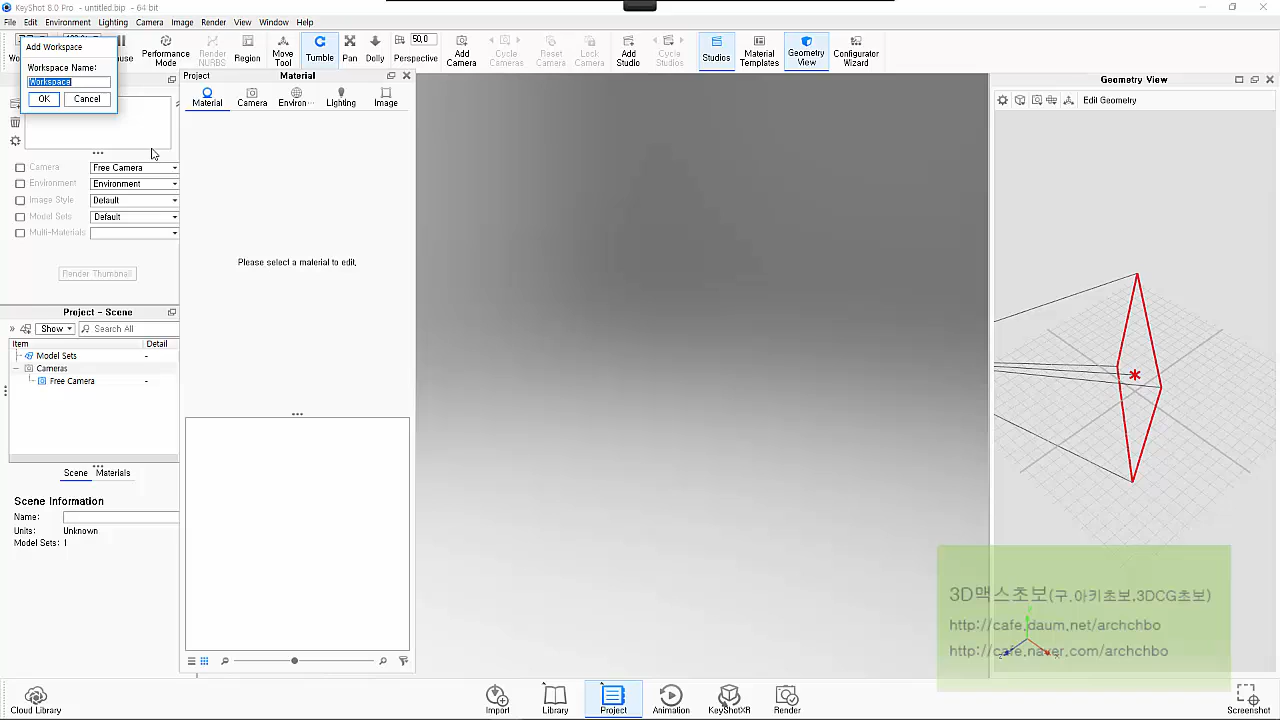 KeyShot 8.0 Pro - untitled.bip - 64 bit
File Edit Environment Lighting Camera Image Render View Window Help
Add Workspace
Workspace Name:
Workspace
OK Cancel
Performance Mode
Render NURBS
Region
Move Tool
Tumble
Pan
Dolly
50,0
Perspective
Add Camera
Cycle Cameras
Reset Camera
Lock Camera
Add Studio
Cycle Studios
Studios
Material Templates
Geometry View
Configurator Wizard
Camera Free Camera
Environment Environment
Image Style Default
Model Sets Default
Multi-Materials
Render Thumbnail
Project - Scene
Show Search All
Item Detail
Model Sets -
Cameras
Free Camera -
Scene Materials
Scene Information
Name:
Units: Unknown
Model Sets: 1
Project Material
Material Camera Environ… Lighting Image
Please select a material to edit,
Geometry View
Edit Geometry
3D맥스초보(구.아키초보,3DCG초보)
http://cafe.daum.net/archchbo
http://cafe.naver.com/archchbo
Cloud Library Import Library Project Animation KeyShotXR Render Screenshot